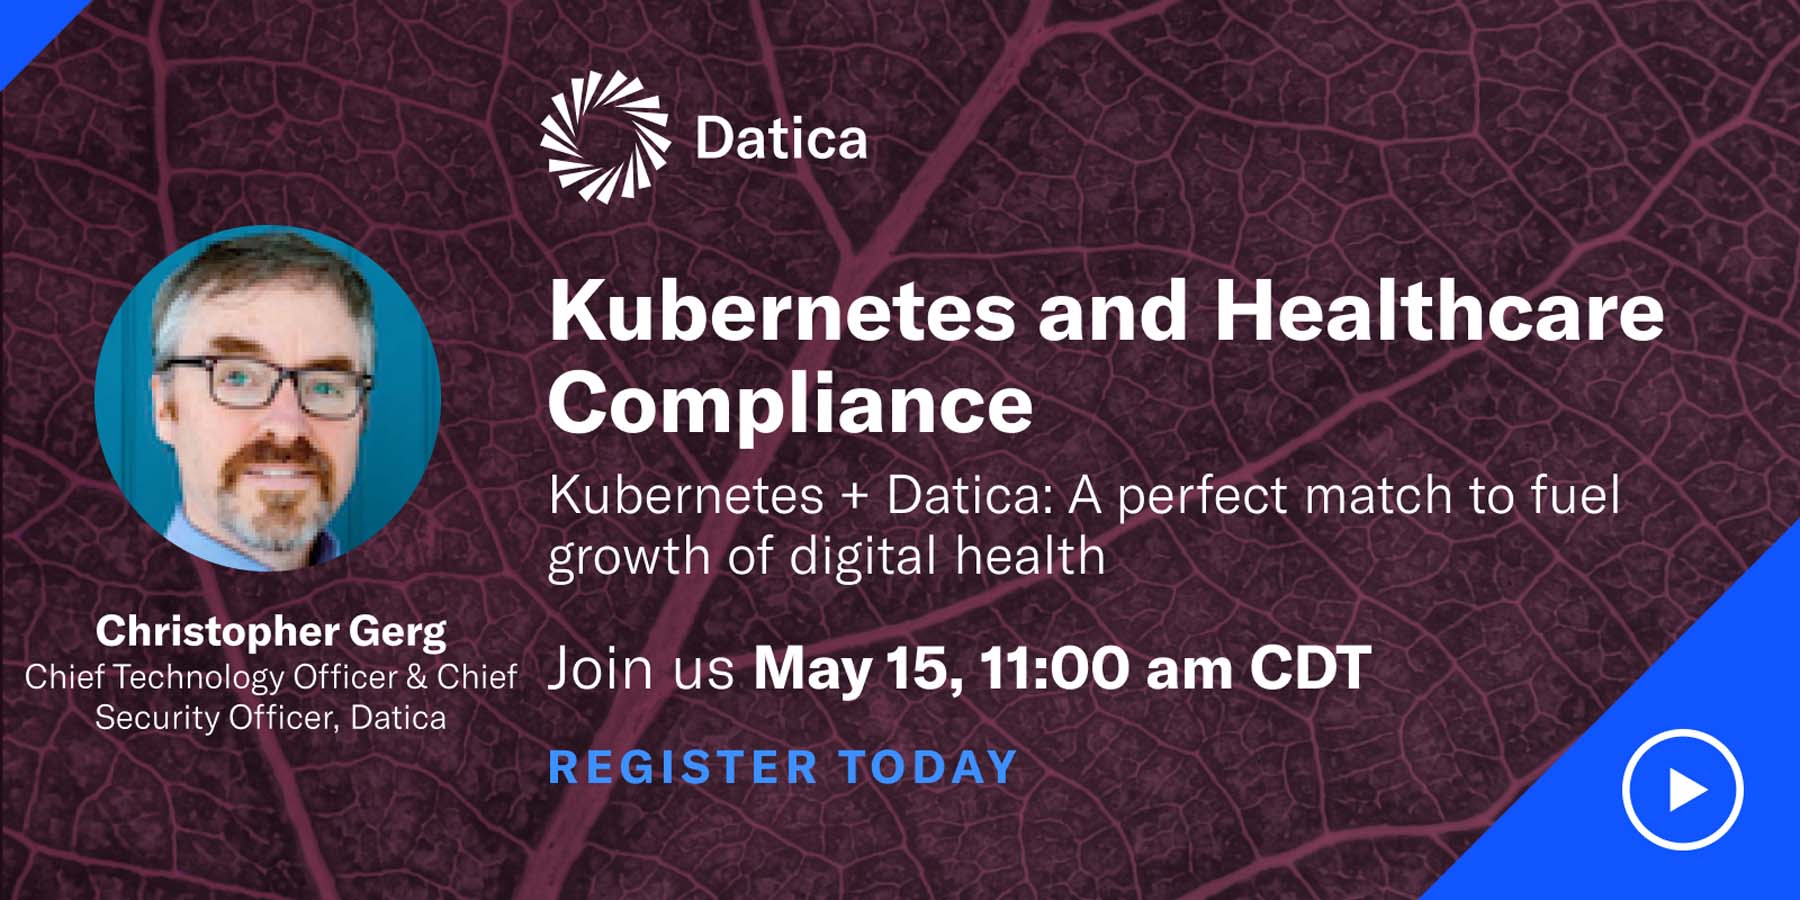 Datica
Kubernetes and Healthcare
Compliance
Kubernetes + Datica: A perfect match to fuel
growth of digital health
Join us May 15, 11:00 am CDT
REGISTER TODAY
Christopher Gerg
Chief Technology Officer & Chief
Security Officer, Datica